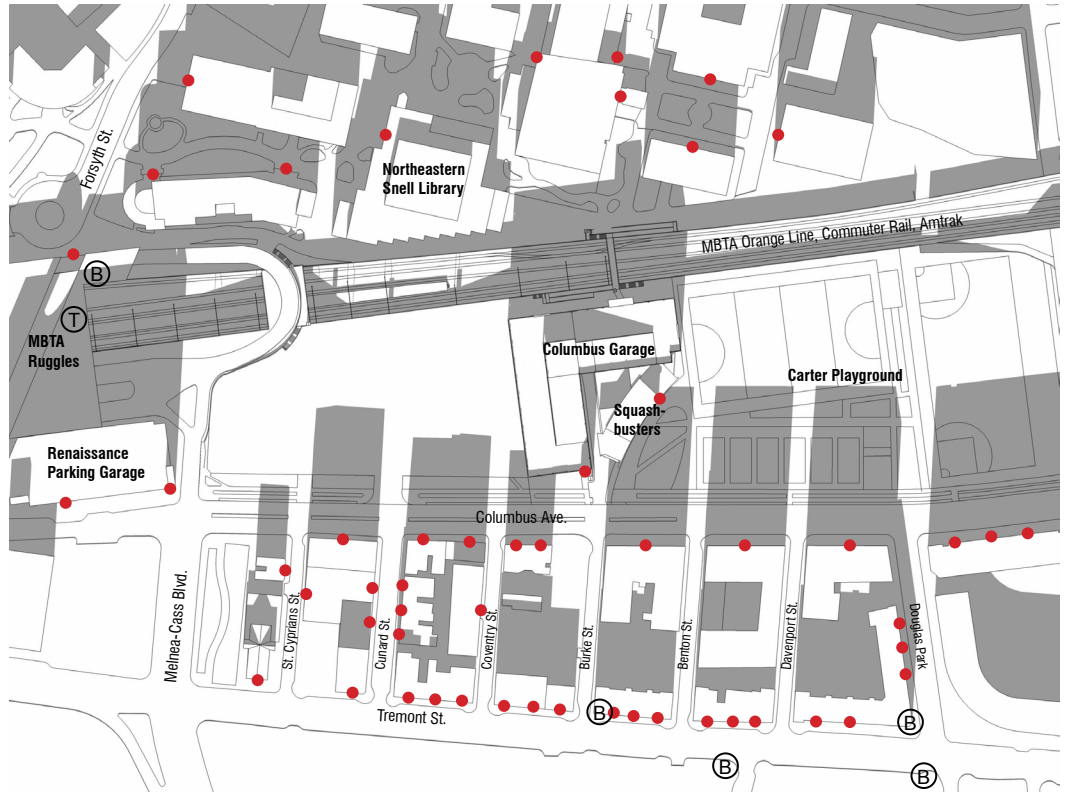 Forsyth St.
Northeastern
Snell Library
MBTA Orange Line, Commuter Rail, Amtrak
B
T
MBTA
Ruggles
Columbus Garage
Carter Playground
Squash-
busters
Renaissance
Parking Garage
Columbus Ave.
Melnea-Cass Blvd.
St. Cyprians St.
Cunard St.
Coventry St.
Burke St.
Benton St.
Davenport St.
Douglas Park
Tremont St.
B
B
B
B